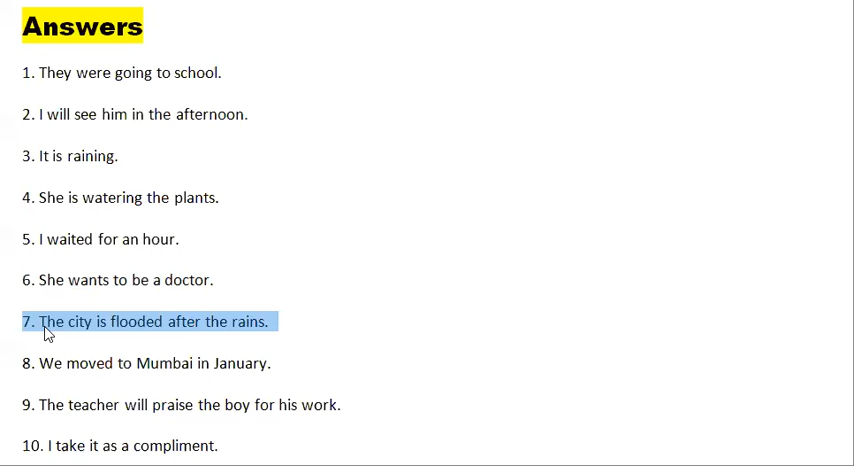 Answers
1. They were going to school.
2. I will see him in the afternoon.
3. It is raining.
4. She is watering the plants.
5. I waited for an hour.
6. She wants to be a doctor.
7. The city is flooded after the rains.
8. We moved to Mumbai in January.
9. The teacher will praise the boy for his work.
10. I take it as a compliment.